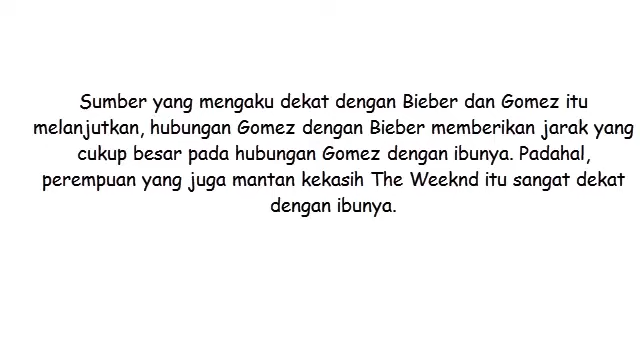 Sumber yang mengaku dekat dengan Bieber dan Gomez itu
melanjutkan, hubungan Gomez dengan Bieber memberikan jarak yang
cukup besar pada hubungan Gomez dengan ibunya. Padahal,
perempuan yang juga mantan kekasih The Weeknd itu sangat dekat
dengan ibunya.